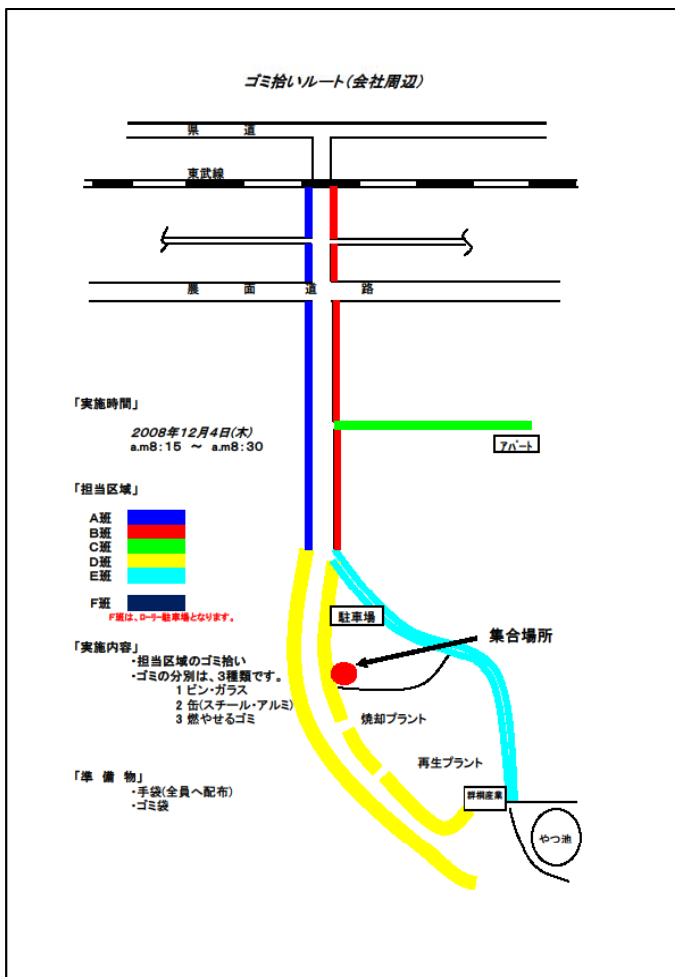 ゴミ拾いルート(会社周辺)
県 道
東武線
農 面 道 路
「実施時間」
2008年12月4日(木)
a.m8：15 ～ a.m8：30
アパート
「担当区域」
A班
B班
C班
D班
E班
F班
F班は、ローリー駐車場となります。
駐車場
集合場所
「実施内容」
・担当区域のゴミ拾い
・ゴミの分別は、3種類です。
1 ビン・ガラス
2 缶(スチール・アルミ)
3 燃やせるゴミ
焼却プラント
再生プラント
「準 備 物」
・手袋(全員へ配布)
・ゴミ袋
群桐産業
やつ池